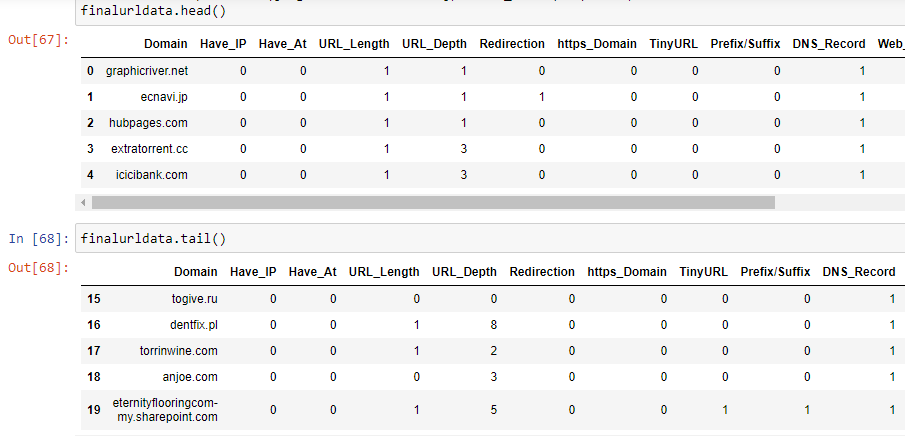 finalurldata.head()
Out[67]:
Domain Have_IP Have_At URL_Length URL_Depth Redirection https_Domain TinyURL Prefix/Suffix DNS_Record Web_
0 graphicriver.net 0 0 1 1 0 0 0 0 1
1 ecnavi.jp 0 0 1 1 1 0 0 0 1
2 hubpages.com 0 0 1 1 0 0 0 0 1
3 extratorrent.cc 0 0 1 3 0 0 0 0 1
4 icicibank.com 0 0 1 3 0 0 0 0 1
In [68]: finalurldata.tail()
Out[68]:
Domain Have_IP Have_At URL_Length URL_Depth Redirection https_Domain TinyURL Prefix/Suffix DNS_Record
15 togive.ru 0 0 0 0 0 0 0 0 1
16 dentfix.pl 0 0 1 8 0 0 0 0 1
17 torrinwine.com 0 0 1 2 0 0 0 0 1
18 anjoe.com 0 0 0 3 0 0 0 0 1
eternityflooringcom-
19 my.sharepoint.com 0 0 1 5 0 0 1 1 1